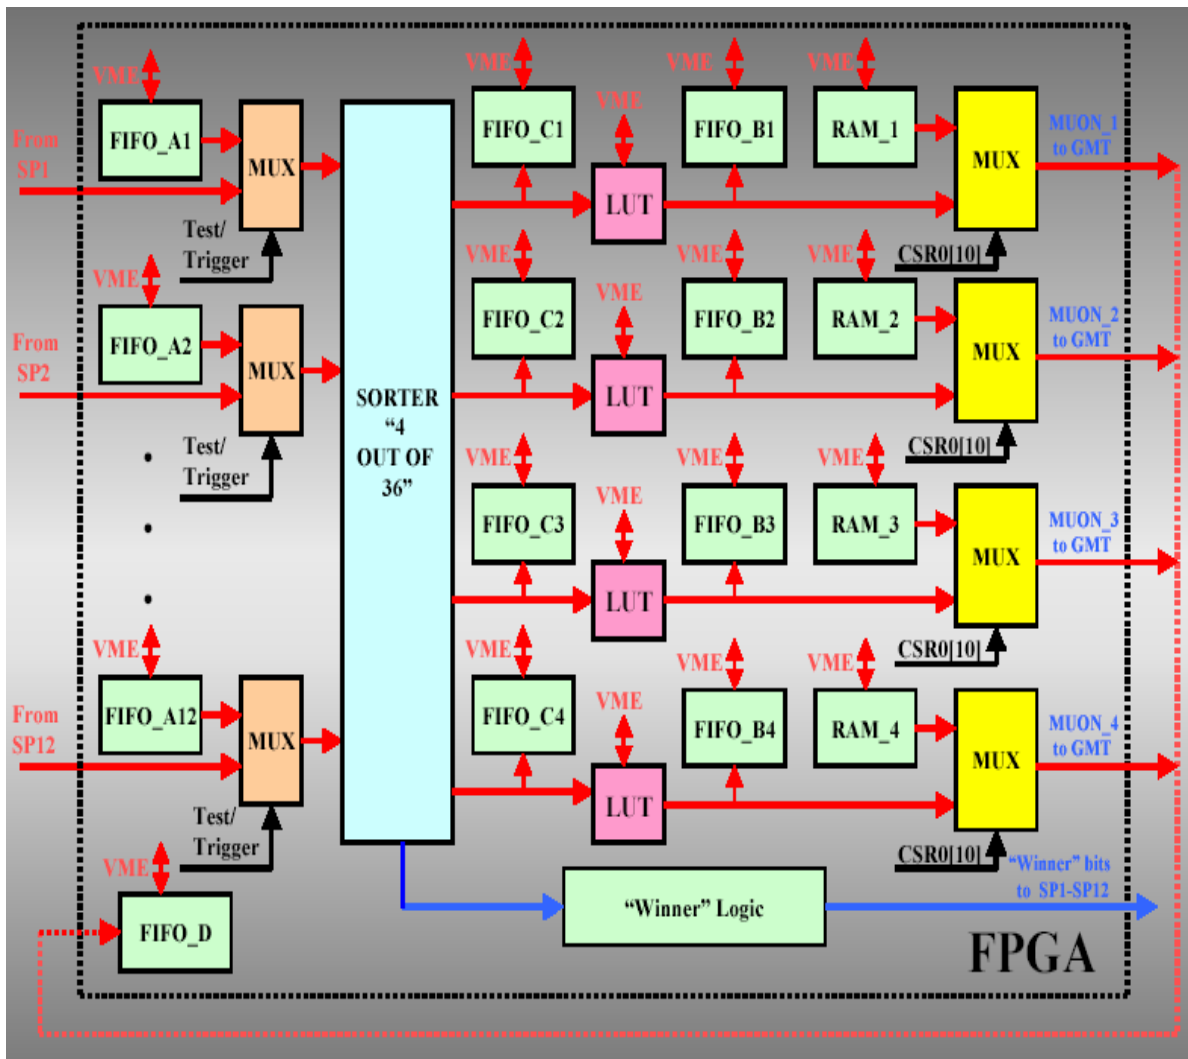 VME
FIFO_A1
From
SP1
MUX
Test/
Trigger
VME
FIFO_A2
From
SP2
MUX
Test/
Trigger
VME
FIFO_A12
From
SP12
MUX
Test/
Trigger
VME
FIFO_D
SORTER
“4
OUT OF
36”
VME
FIFO_C1
VME
LUT
VME
FIFO_B1
VME
RAM_1
MUX
CSR0[10]
MUON_1
to GMT
VME
FIFO_C2
VME
LUT
VME
FIFO_B2
VME
RAM_2
MUX
CSR0[10]
MUON_2
to GMT
VME
FIFO_C3
VME
LUT
VME
FIFO_B3
VME
RAM_3
MUX
CSR0[10]
MUON_3
to GMT
VME
FIFO_C4
VME
LUT
VME
FIFO_B4
VME
RAM_4
MUX
CSR0[10]
MUON_4
to GMT
“Winner” Logic
“Winner” bits
to SP1-SP12
FPGA